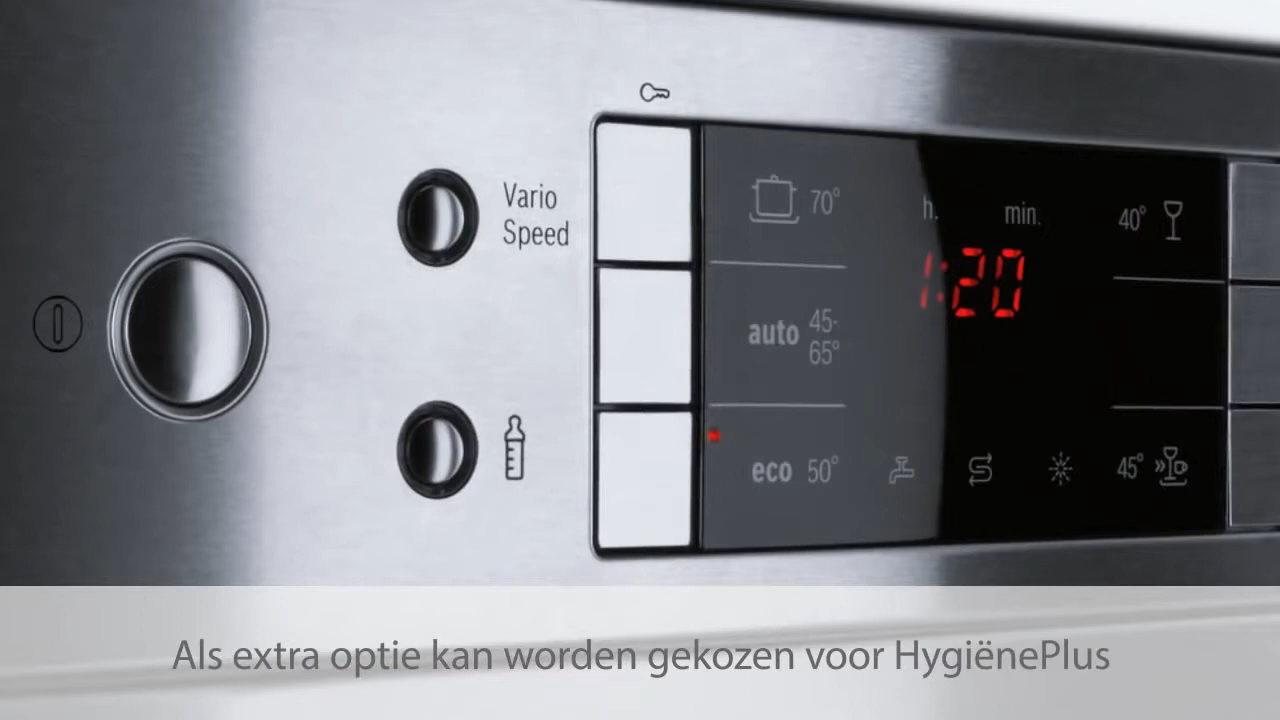 Vario
Speed
70°
h.
min.
40°
1:20
auto
45-
65°
eco 50°
45°
Als extra optie kan worden gekozen voor HygiënePlus